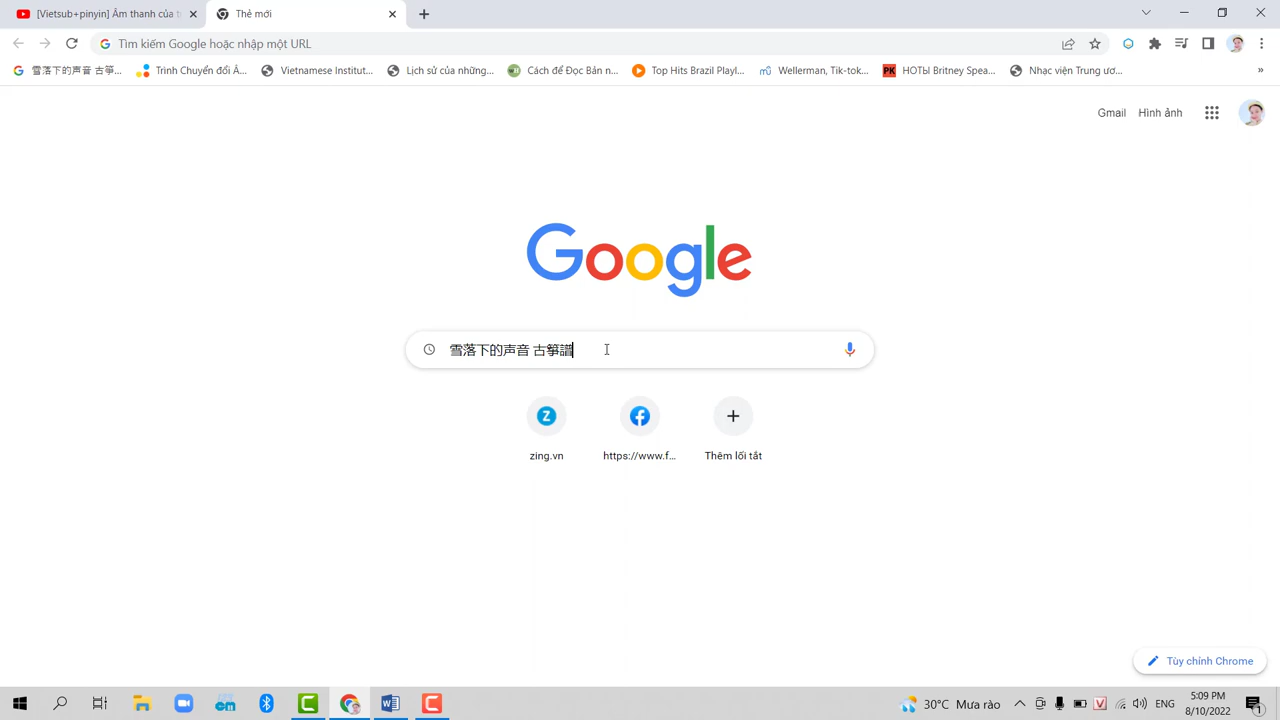 [Vietsub+pinyin] Âm thanh của t
Thẻ mới
Tìm kiếm Google hoặc nhập một URL
雪落下的声音 古筝...
Trình Chuyển đổi Â...
Vietnamese Institut...
Lịch sử của những...
Cách để Đọc Bản n...
Top Hits Brazil Playl...
Wellerman, Tik-tok...
НОТЫ Britney Spea...
Nhạc viện Trung ươ...
»
Gmail
Hình ảnh
Google
雪落下的声音 古箏譜
zing.vn
https://www.f...
Thêm lối tắt
Tùy chỉnh Chrome
30°C Mưa rào
ENG
5:09 PM
8/10/2022
1